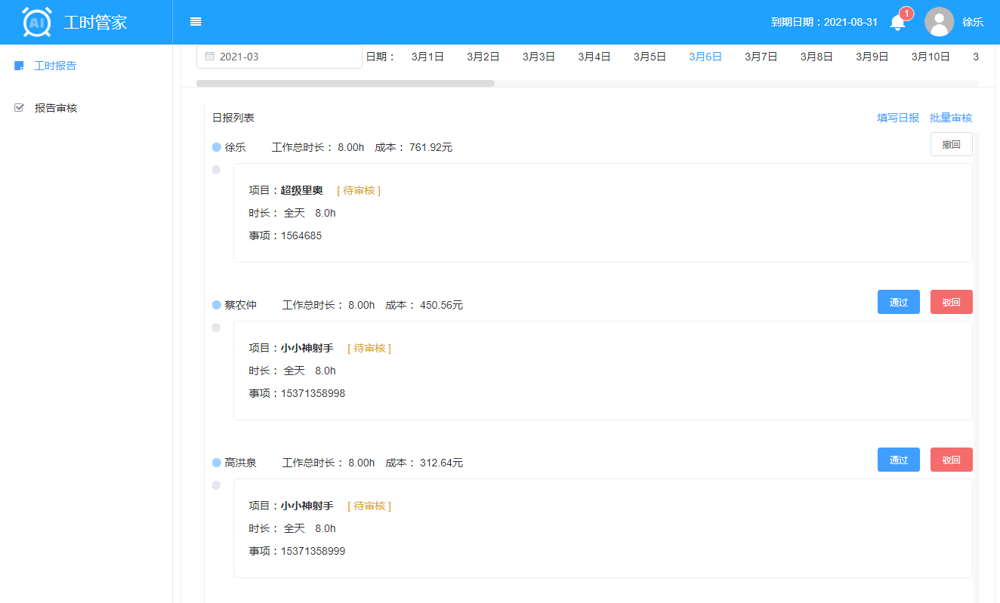 AI 工时管家 到期日期：2021-08-31 1 徐乐
工时报告
报告审核
2021-03 日期： 3月1日 3月2日 3月3日 3月4日 3月5日 3月6日 3月7日 3月8日 3月9日 3月10日 3
日报列表 填写日报 批量审核
徐乐 工作总时长： 8.00h 成本： 761.92元 撤回
项目：超级里奥 [ 待审核 ]
时长： 全天 8.0h
事项：1564685
蔡农仲 工作总时长： 8.00h 成本： 450.56元 通过 驳回
项目：小小神射手 [ 待审核 ]
时长： 全天 8.0h
事项：15371358998
高洪泉 工作总时长： 8.00h 成本： 312.64元 通过 驳回
项目：小小神射手 [ 待审核 ]
时长： 全天 8.0h
事项：15371358999